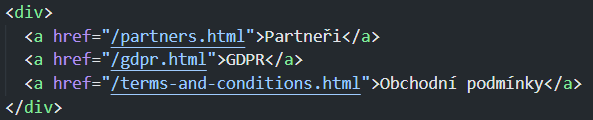 <div>
  <a href="/partners.html">Partneři</a>
  <a href="/gdpr.html">GDPR</a>
  <a href="/terms-and-conditions.html">Obchodní podmínky</a>
</div>